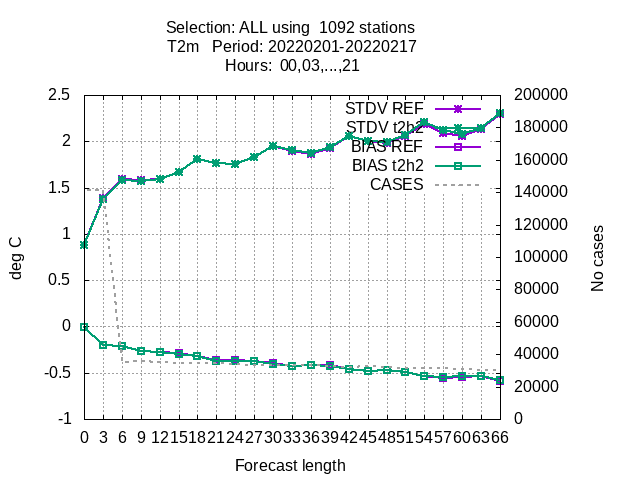 Selection: ALL using  1092 stations
T2m   Period: 20220201-20220217
Hours:  00,03,...,21
2.5
2
1.5
1
0.5
0
-0.5
-1
deg C
200000
180000
160000
140000
120000
100000
80000
60000
40000
20000
0
No cases
STDV REF
STDV t2h2
BIAS REF
BIAS t2h2
CASES
0 3 6 9 12 15 18 21 24 27 30 33 36 39 42 45 48 51 54 57 60 63 66
Forecast length